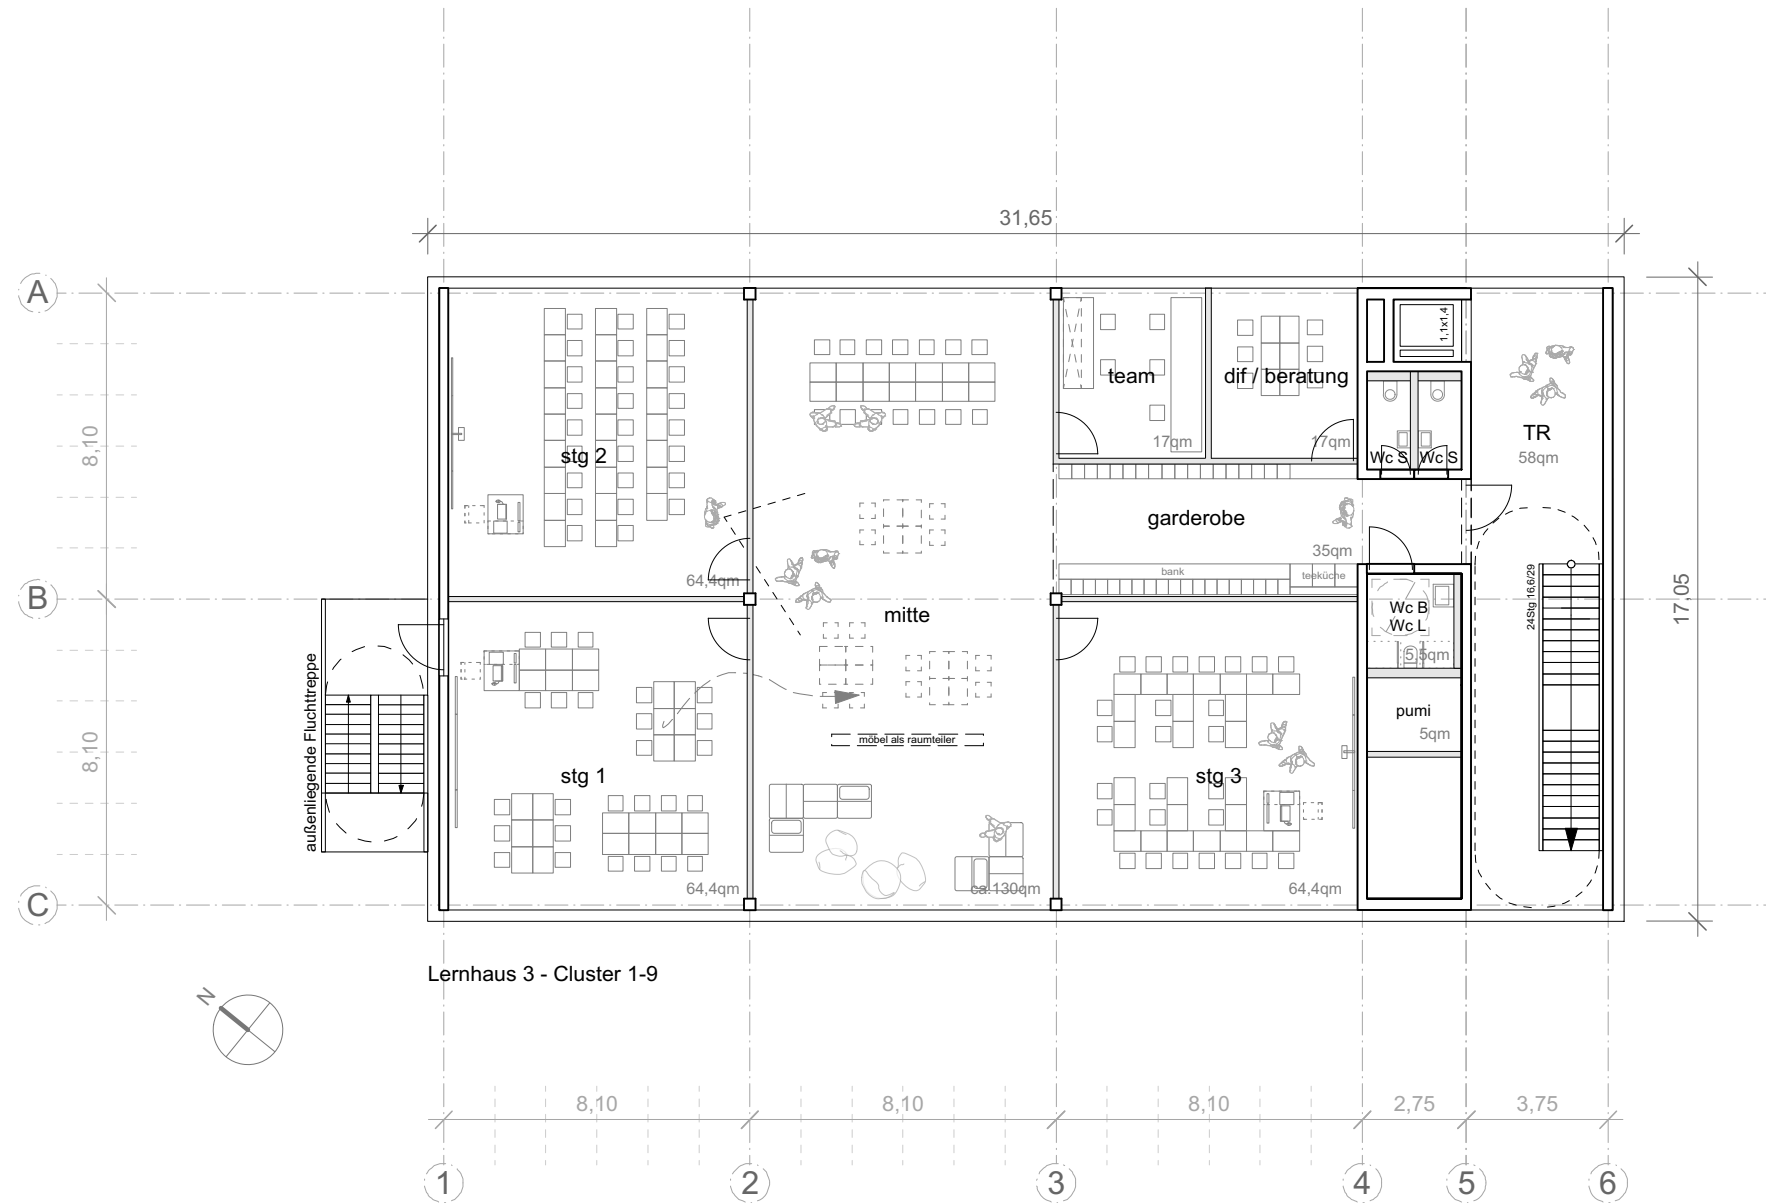 31,65
A
1,1x1,4
team
dif / beratung
17qm
17qm
TR
58qm
8,10
stg 2
Wc S
Wc S
garderobe
35qm
bank
teeküche
64,4qm
B
mitte
Wc B
Wc L
5,5qm
24Stg 16,6/29
17,05
außenliegende Fluchttreppe
pumi
5qm
möbel als raumteiler
8,10
stg 1
stg 3
64,4qm
ca.130qm
64,4qm
C
Lernhaus 3 - Cluster 1-9
N
8,10
8,10
8,10
2,75
3,75
1
2
3
4
5
6